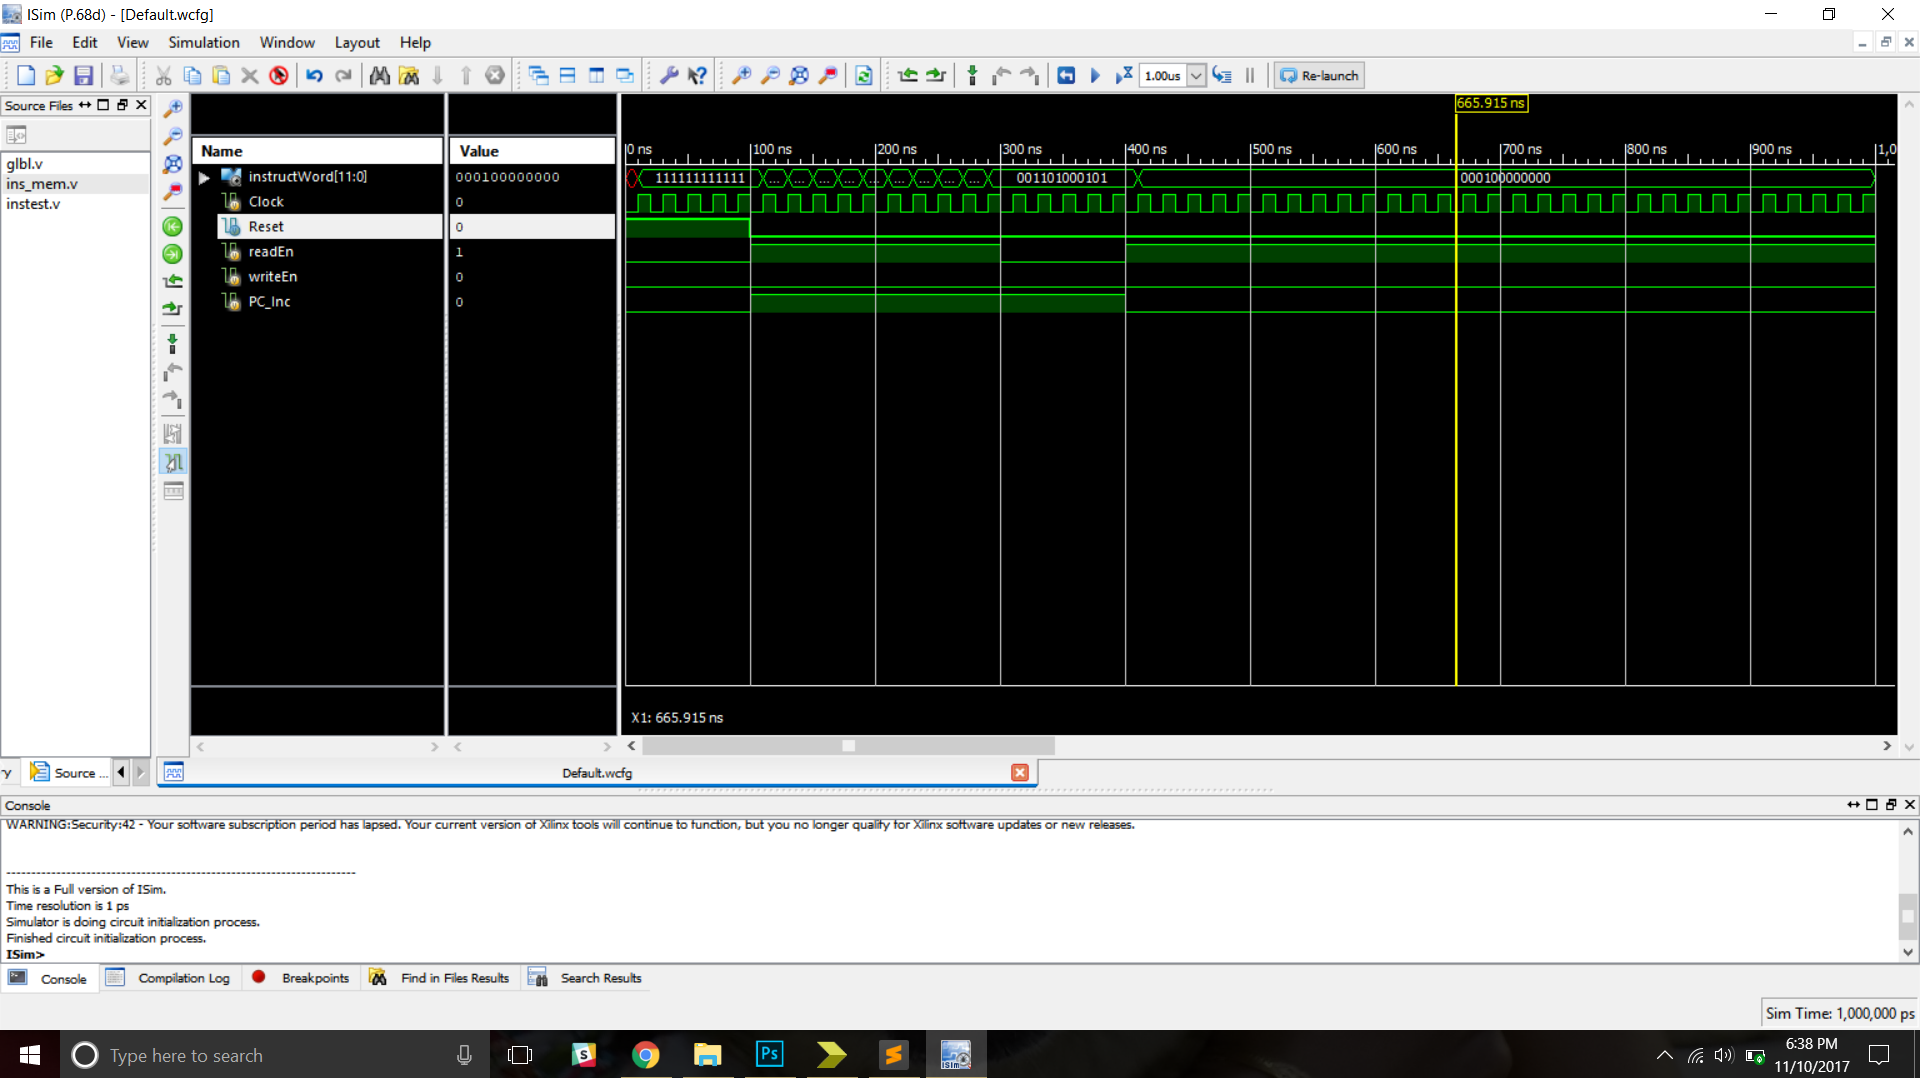 ISim (P.68d) - [Default.wcfg]
File Edit View Simulation Window Layout Help
1.00us
Re-launch
Source Files
glbl.v
ins_mem.v
instest.v
Name Value
instructWord[11:0] 000100000000
Clock 0
Reset 0
readEn 1
writeEn 0
PC_Inc 0
665.915 ns
0 ns 100 ns 200 ns 300 ns 400 ns 500 ns 600 ns 700 ns 800 ns 900 ns 1,0
111111111111 ... ... ... ... ... ... ... ... ... 001101000101 000100000000
X1: 665.915 ns
ry Source ...
Default.wcfg
Console
WARNING:Security:42 - Your software subscription period has lapsed. Your current version of Xilinx tools will continue to function, but you no longer qualify for Xilinx software updates or new releases.
----------------------------------------------------------------------
This is a Full version of ISim.
Time resolution is 1 ps
Simulator is doing circuit initialization process.
Finished circuit initialization process.
ISim>
Console Compilation Log Breakpoints Find in Files Results Search Results
Sim Time: 1,000,000 ps
Type here to search
S
Ps
ISim
6:38 PM
11/10/2017